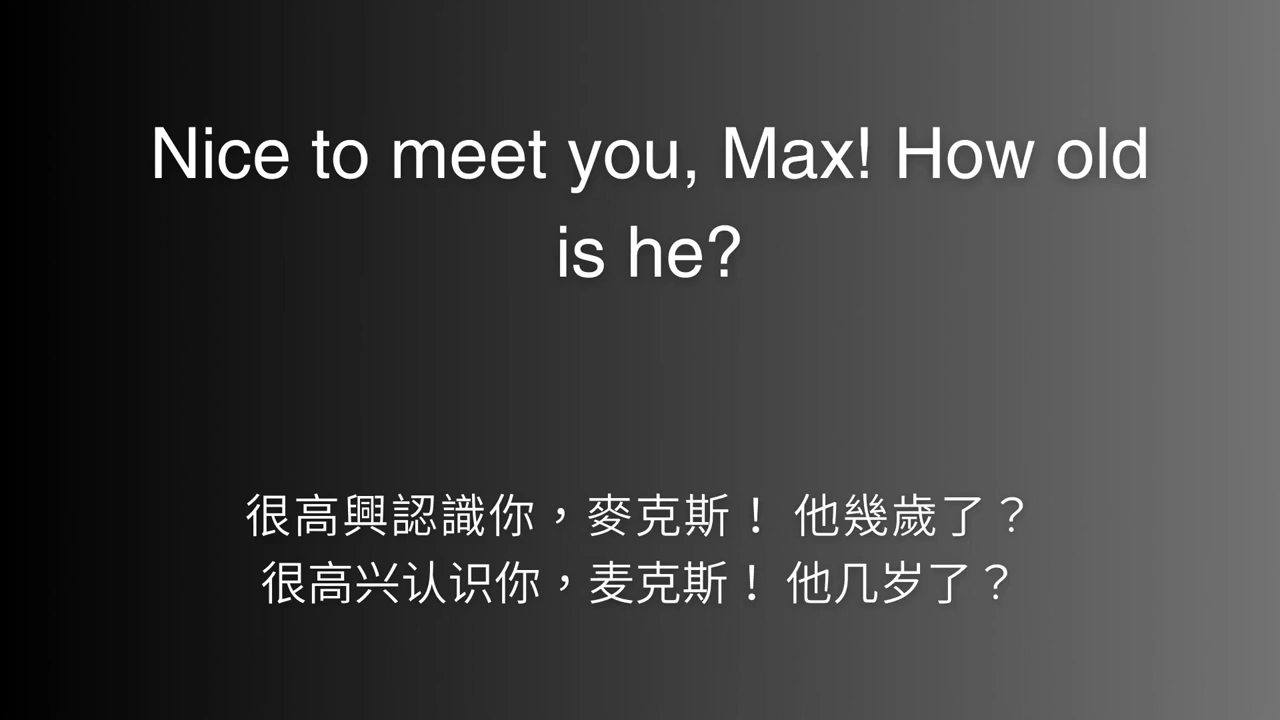 Nice to meet you, Max! How old
is he?
很高興認識你，麥克斯！ 他幾歲了？
很高兴认识你，麦克斯！ 他几岁了？